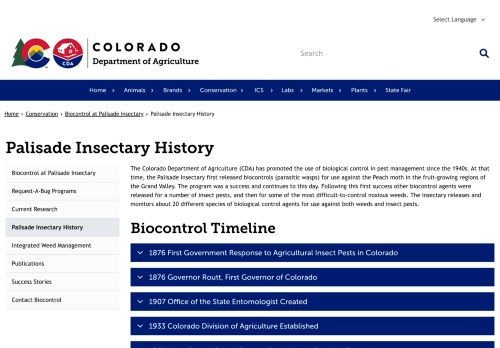 Select Language
COLORADO
Department of Agriculture
CDA
Search
Home Animals Brands Conservation ICS Labs Markets Plants State Fair
Home › Conservation › Biocontrol at Palisade Insectary › Palisade Insectary History
Palisade Insectary History
Biocontrol at Palisade Insectary
Request-A-Bug Programs
Current Research
Palisade Insectary History
Integrated Weed Management
Publications
Success Stories
Contact Biocontrol
The Colorado Department of Agriculture (CDA) has promoted the use of biological control in pest management since the 1940s. At that
time, the Palisade Insectary first released biocontrols (parasitic wasps) for use against the Peach moth in the fruit-growing regions of
the Grand Valley. The program was a success and continues to this day. Following this first success other biocontrol agents were
released for a number of insect pests, and then for some of the most difficult-to-control noxious weeds. The Insectary releases and
monitors about 20 different species of biological control agents for use against both weeds and insect pests.
Biocontrol Timeline
1876 First Government Response to Agricultural Insect Pests in Colorado
1876 Governor Routt, First Governor of Colorado
1907 Office of the State Entomologist Created
1933 Colorado Division of Agriculture Established